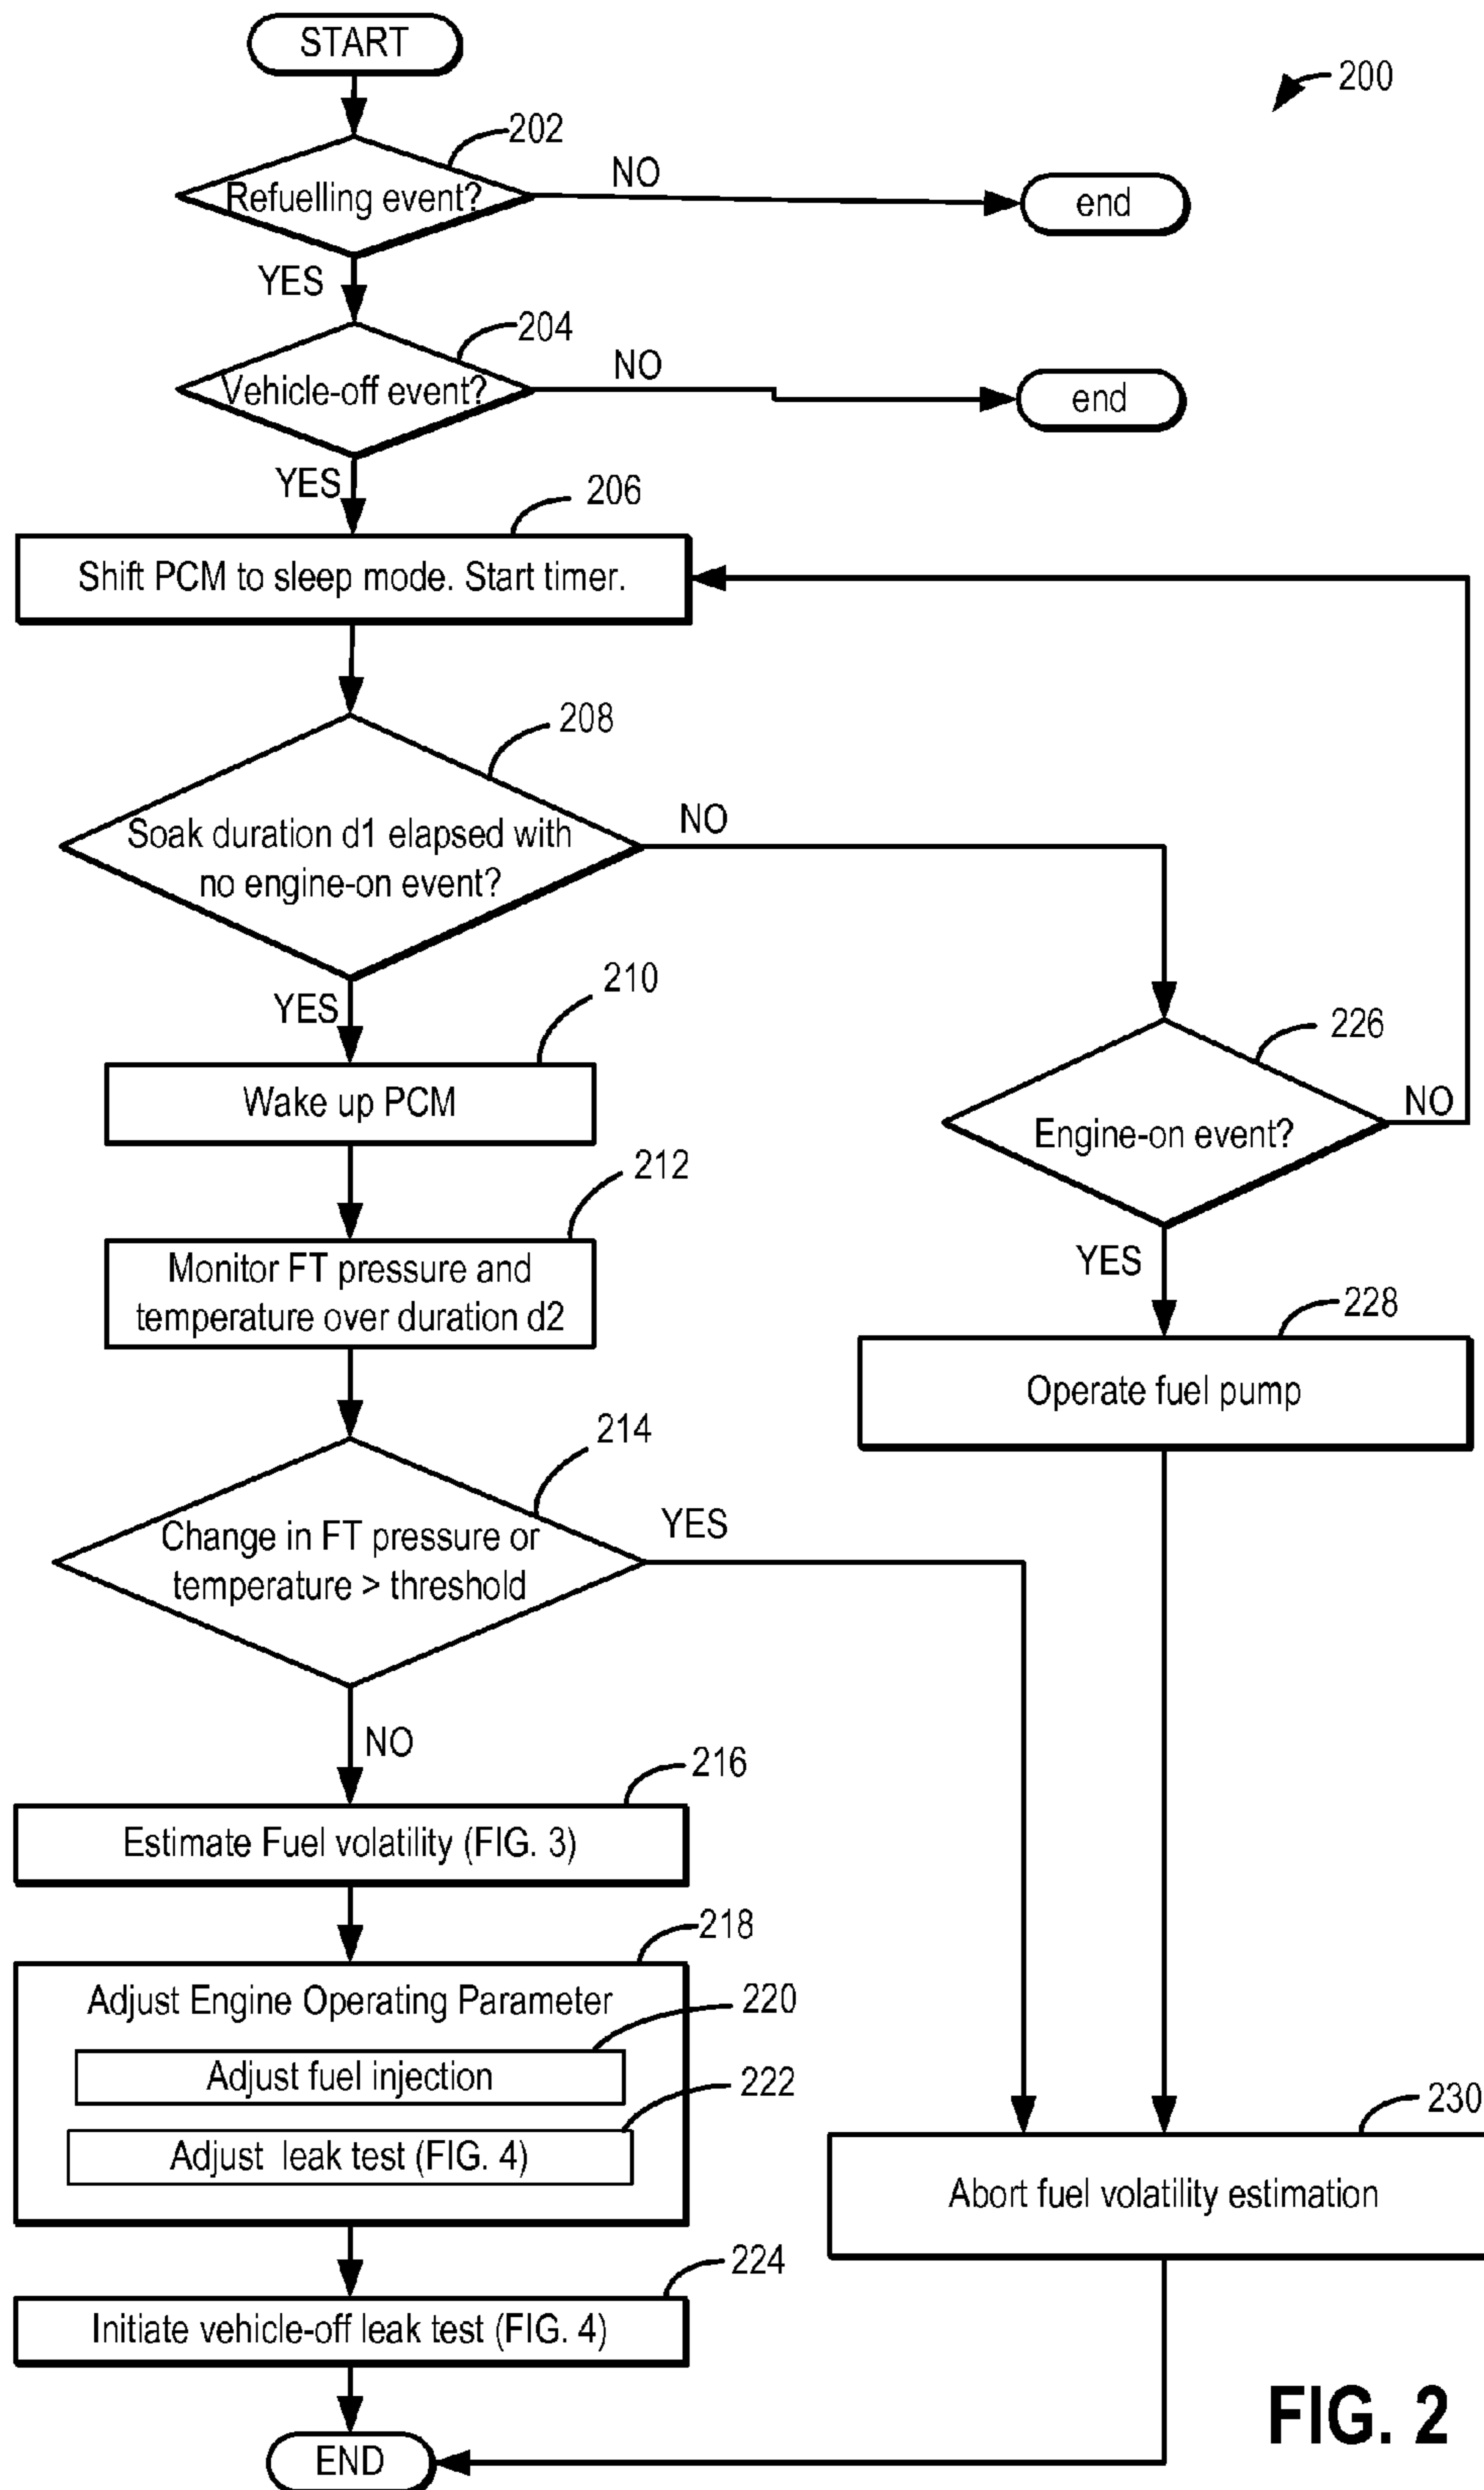 START
200
202
Refuelling event?
NO
end
YES
204
Vehicle-off event?
NO
end
YES
206
Shift PCM to sleep mode. Start timer.
208
Soak duration d1 elapsed with
no engine-on event?
NO
YES
210
Wake up PCM
226
Engine-on event?
NO
YES
212
Monitor FT pressure and
temperature over duration d2
228
Operate fuel pump
214
Change in FT pressure or
temperature > threshold
YES
NO
216
Estimate Fuel volatility (FIG. 3)
218
Adjust Engine Operating Parameter
220
Adjust fuel injection
222
Adjust leak test (FIG. 4)
230
Abort fuel volatility estimation
224
Initiate vehicle-off leak test (FIG. 4)
END
FIG. 2